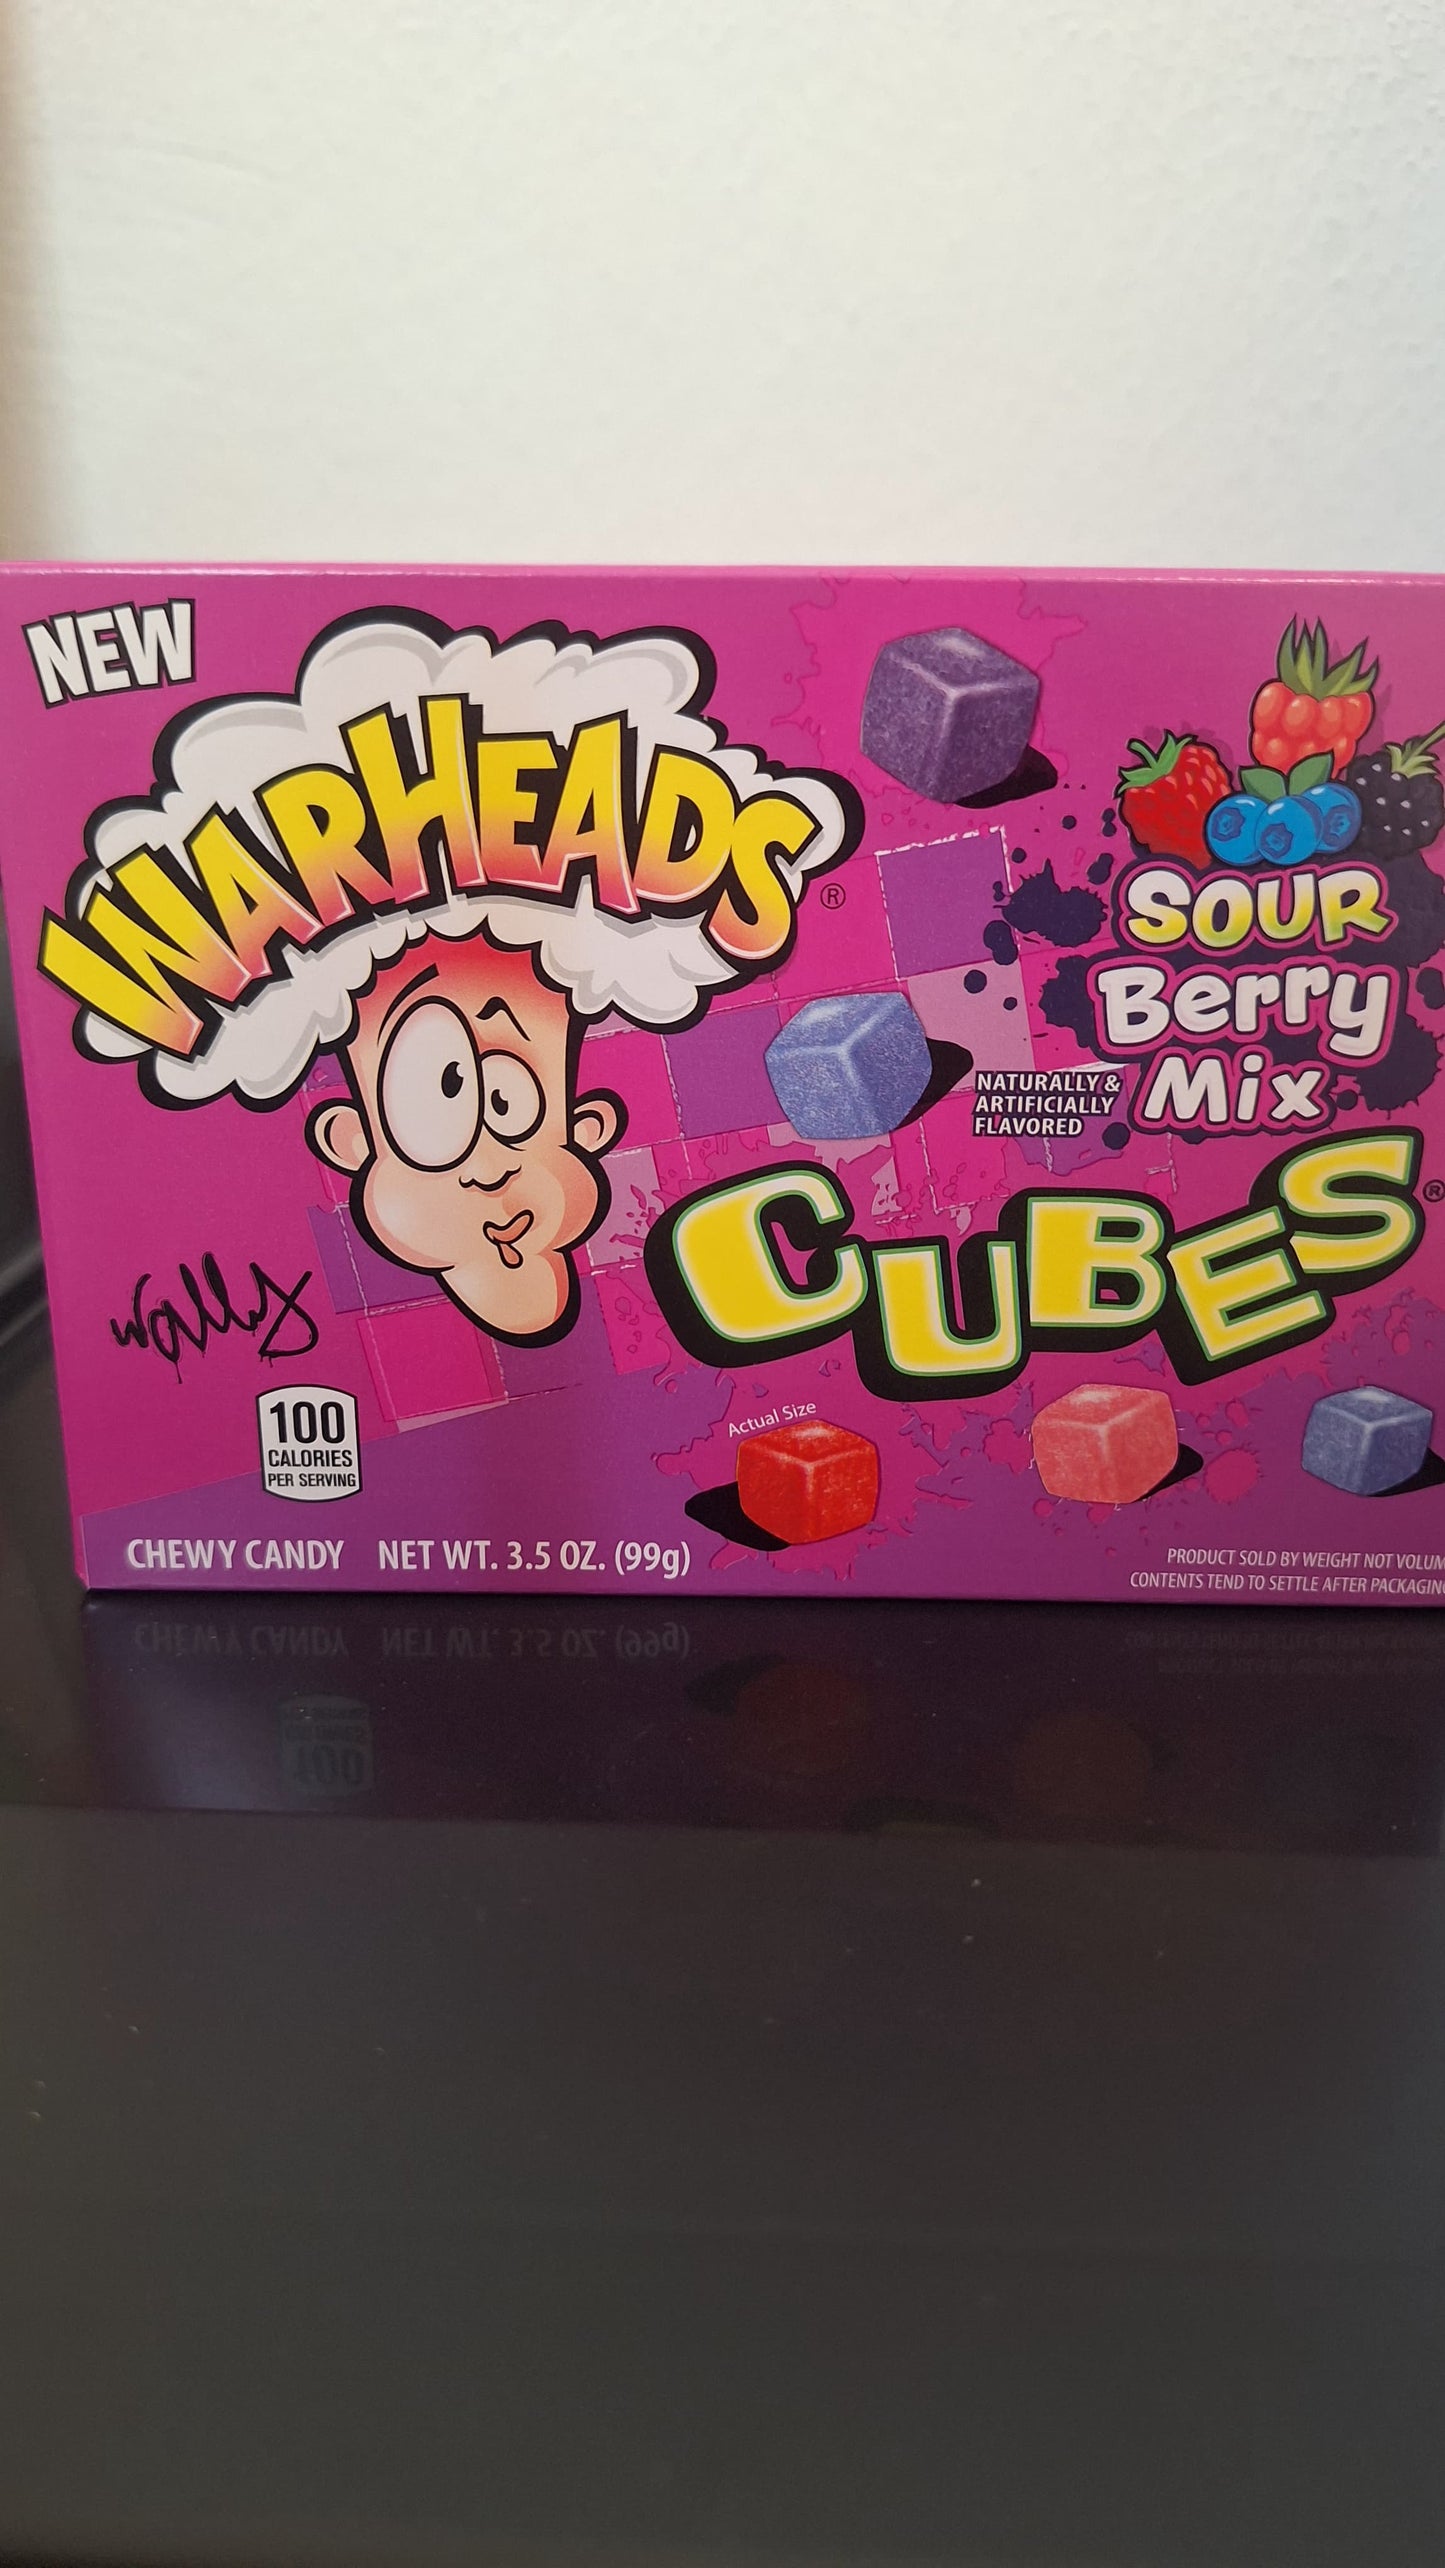 NEW
WARHEADS®
SOUR
Berry
Mix
NATURALLY &
ARTIFICIALLY
FLAVORED
CUBES®
Wally
100
CALORIES
PER SERVING
Actual Size
CHEWY CANDY NET WT. 3.5 OZ. (99g)
PRODUCT SOLD BY WEIGHT NOT VOLUM
CONTENTS TEND TO SETTLE AFTER PACKAGIN